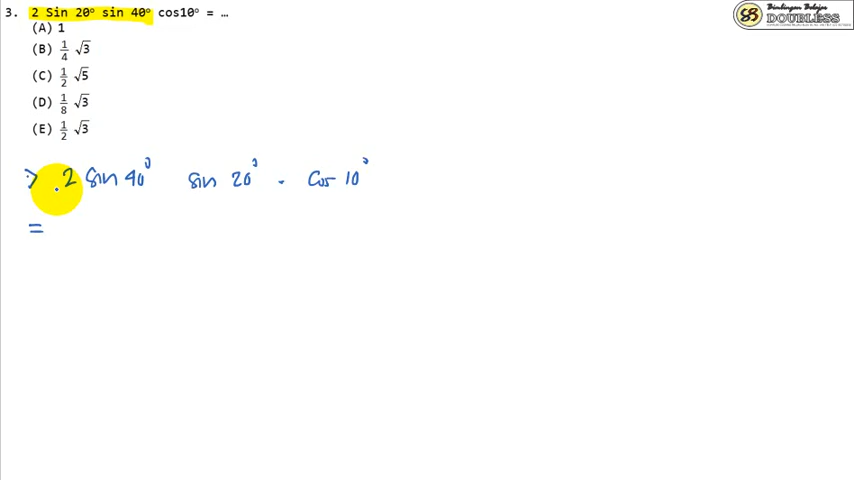 3. 2 Sin 20° sin 40° cos10° = …
(A) 1
(B) 1/4 √3
(C) 1/2 √5
(D) 1/8 √3
(E) 1/2 √3
Bimbingan Belajar
DOUBLESS
2 sin 40° sin 20° . cos 10°
=